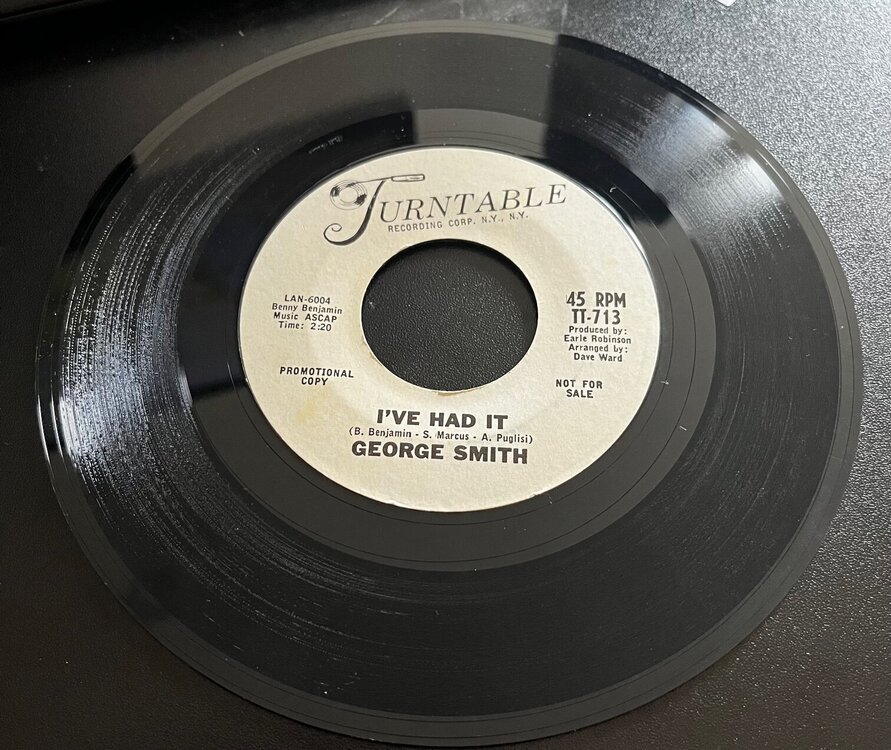 TURNTABLE
RECORDING CORP. N.Y., N.Y.
LAN-6004
Benny Benjamin
Music ASCAP
Time: 2:20
45 RPM
TT-713
Produced by:
Earle Robinson
Arranged by:
Dave Ward
PROMOTIONAL
COPY
NOT FOR
SALE
I'VE HAD IT
(B. Benjamin - S. Marcus - A. Puglisi)
GEORGE SMITH